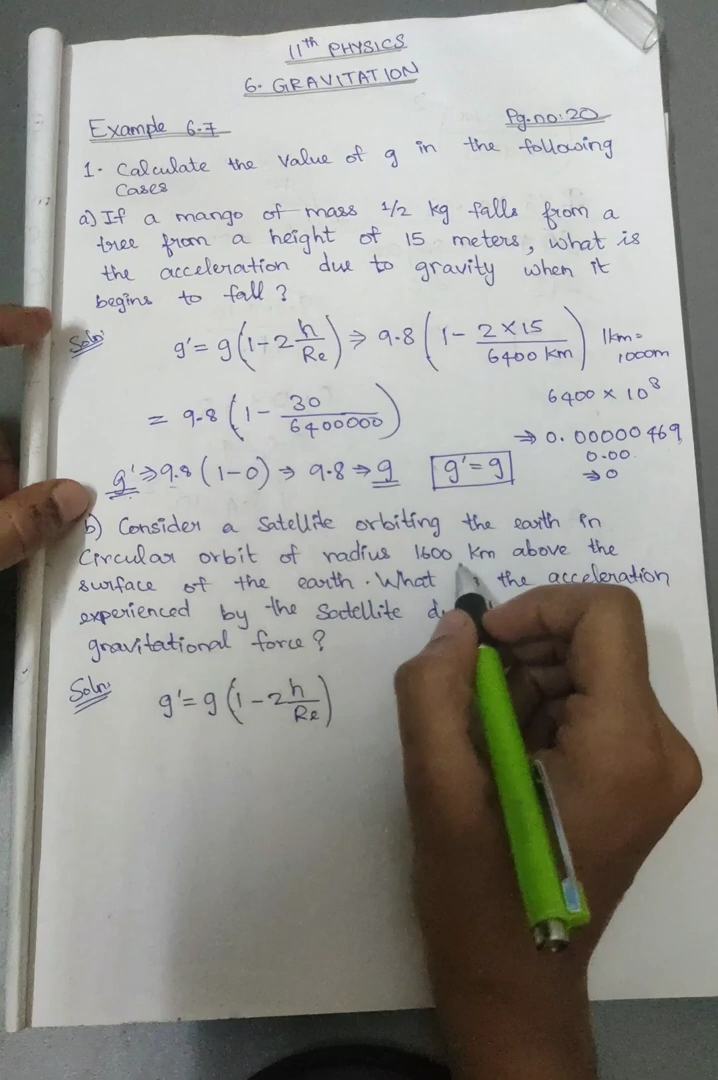 11th PHYSICS
6. GRAVITATION
Example 6.7 Pg.no:20
1. Calculate the Value of g in the following
Cases
a) If a mango of mass 1/2 kg falls from a
tree from a height of 15 meters, what is
the acceleration due to gravity when it
begins to fall?
Soln: g' = g (1-2 h/Re) ⇒ 9.8 (1 - 2×15/6400 km) 1km =
1000m
= 9.8 (1 - 30/6400000) 6400 × 10³
⇒ 0.00000469
0.00
⇒ 0
g' ⇒ 9.8 (1-0) ⇒ 9.8 ⇒ g g' = g
b) Consider a Satellite orbiting the earth in
Circular orbit of radius 1600 km above the
surface of the earth. What the acceleration
experienced by the Satellite
gravitational force?
Soln: g' = g (1-2 h/Re)